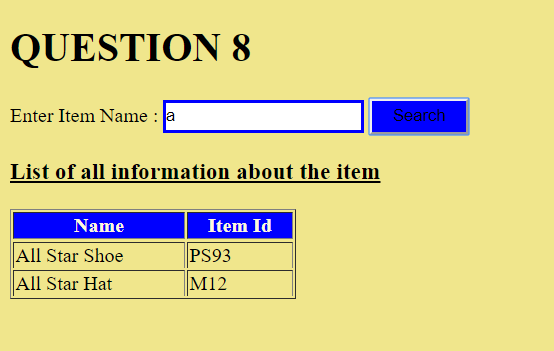 QUESTION 8
Enter Item Name : a Search
List of all information about the item
Name Item Id
All Star Shoe PS93
All Star Hat M12